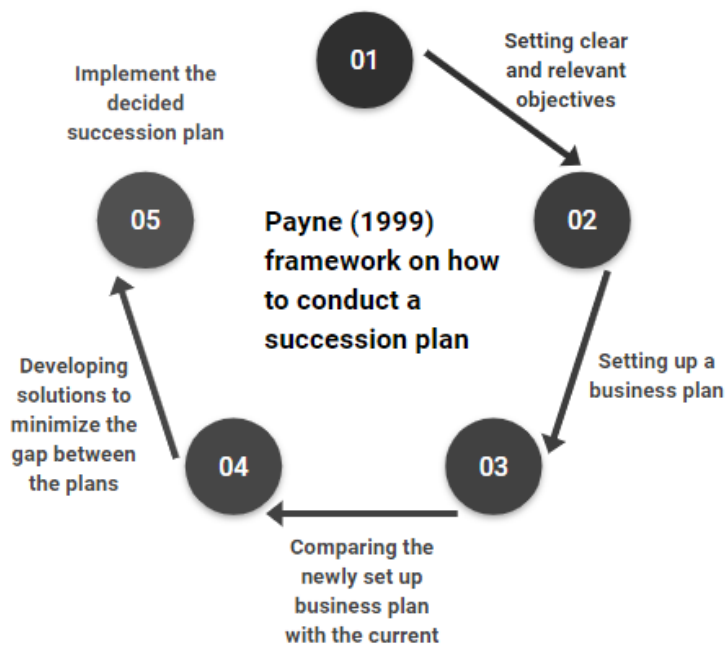 01
Setting clear
and relevant
objectives
02
Setting up a
business plan
03
Comparing the
newly set up
business plan
with the current
04
Developing
solutions to
minimize the
gap between
the plans
05
Implement the
decided
succession plan
Payne (1999)
framework on how
to conduct a
succession plan